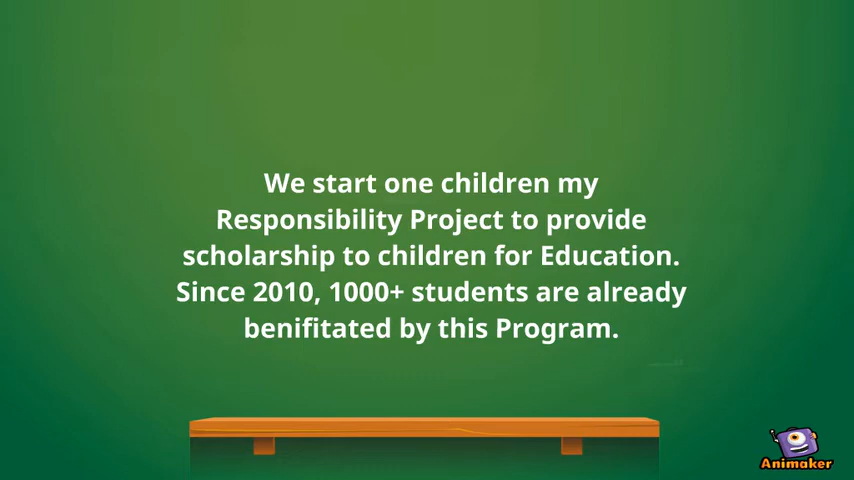 We start one children my
Responsibility Project to provide
scholarship to children for Education.
Since 2010, 1000+ students are already
benifitated by this Program.
Animaker